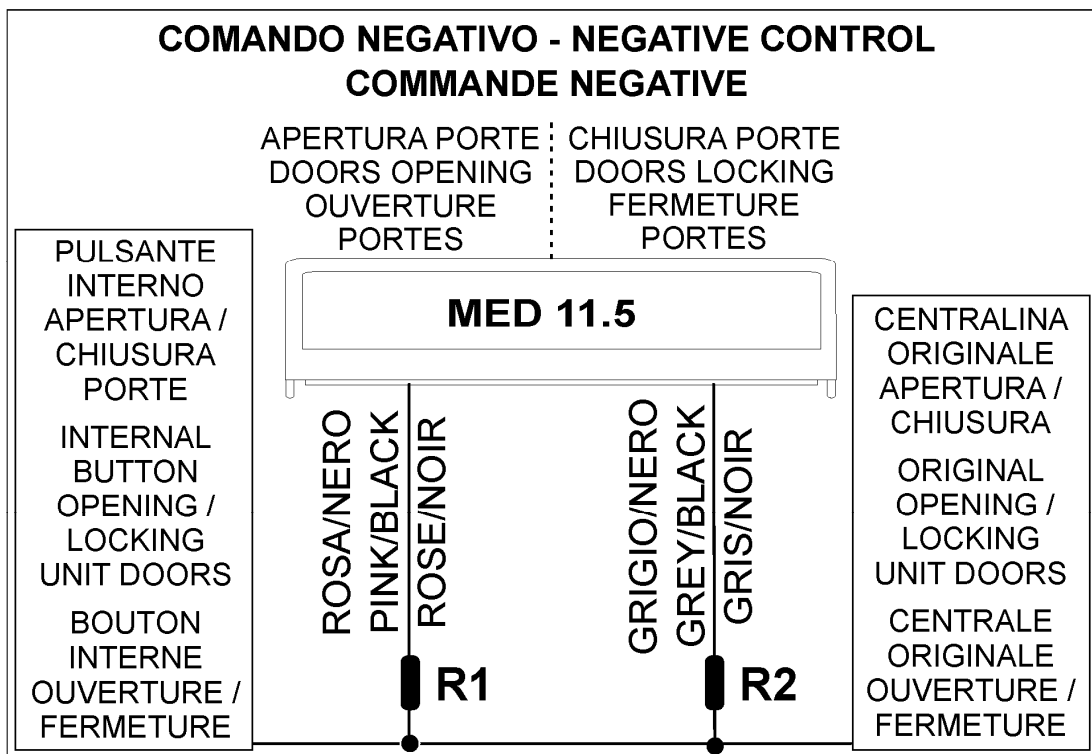 COMANDO NEGATIVO - NEGATIVE CONTROL
COMMANDE NEGATIVE
APERTURA PORTE
DOORS OPENING
OUVERTURE
PORTES
CHIUSURA PORTE
DOORS LOCKING
FERMETURE
PORTES
PULSANTE
INTERNO
APERTURA /
CHIUSURA
PORTE
INTERNAL
BUTTON
OPENING /
LOCKING
UNIT DOORS
BOUTON
INTERNE
OUVERTURE /
FERMETURE
MED 11.5
ROSA/NERO
PINK/BLACK
ROSE/NOIR
R1
GRIGIO/NERO
GREY/BLACK
GRIS/NOIR
R2
CENTRALINA
ORIGINALE
APERTURA /
CHIUSURA
ORIGINAL
OPENING /
LOCKING
UNIT DOORS
CENTRALE
ORIGINALE
OUVERTURE /
FERMETURE